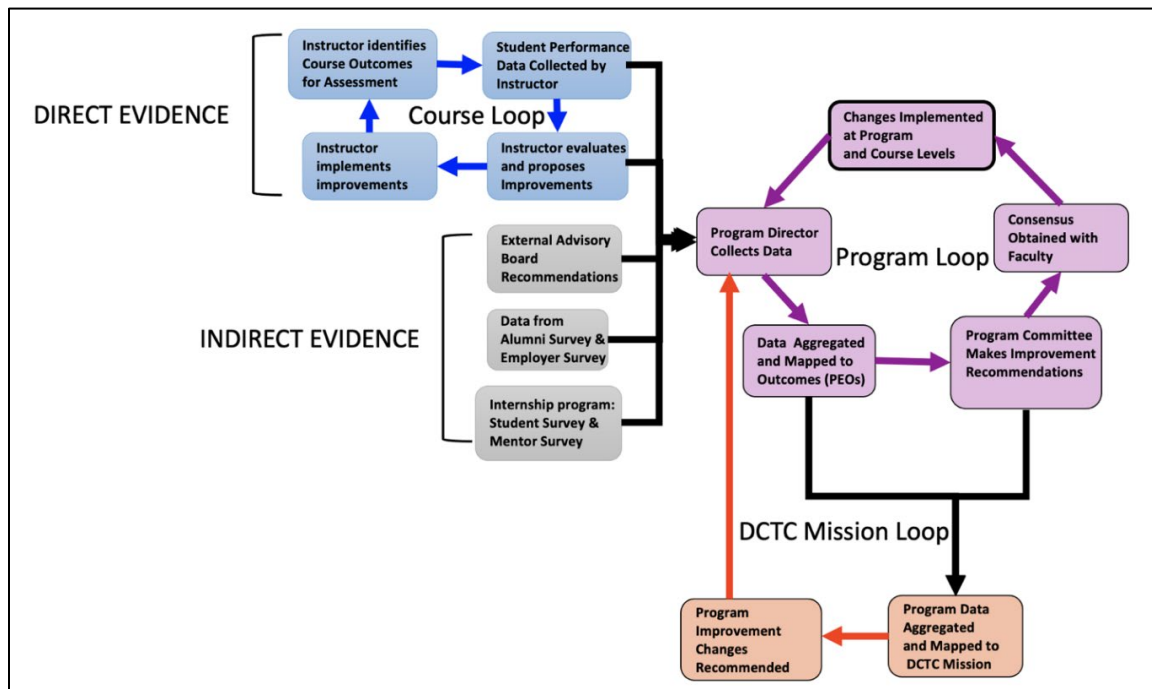 Instructor identifies
Course Outcomes
for Assessment
Student Performance
Data Collected by
Instructor
DIRECT EVIDENCE
Course Loop
Instructor
implements
improvements
Instructor evaluates
and proposes
Improvements
Changes Implemented
at Program
and Course Levels
External Advisory
Board
Recommendations
Program Director
Collects Data
Program Loop
Consensus
Obtained with
Faculty
INDIRECT EVIDENCE
Data from
Alumni Survey &
Employer Survey
Data Aggregated
and Mapped to
Outcomes (PEOs)
Program Committee
Makes Improvement
Recommendations
Internship program:
Student Survey &
Mentor Survey
DCTC Mission Loop
Program
Improvement
Changes
Recommended
Program Data
Aggregated
and Mapped to
DCTC Mission